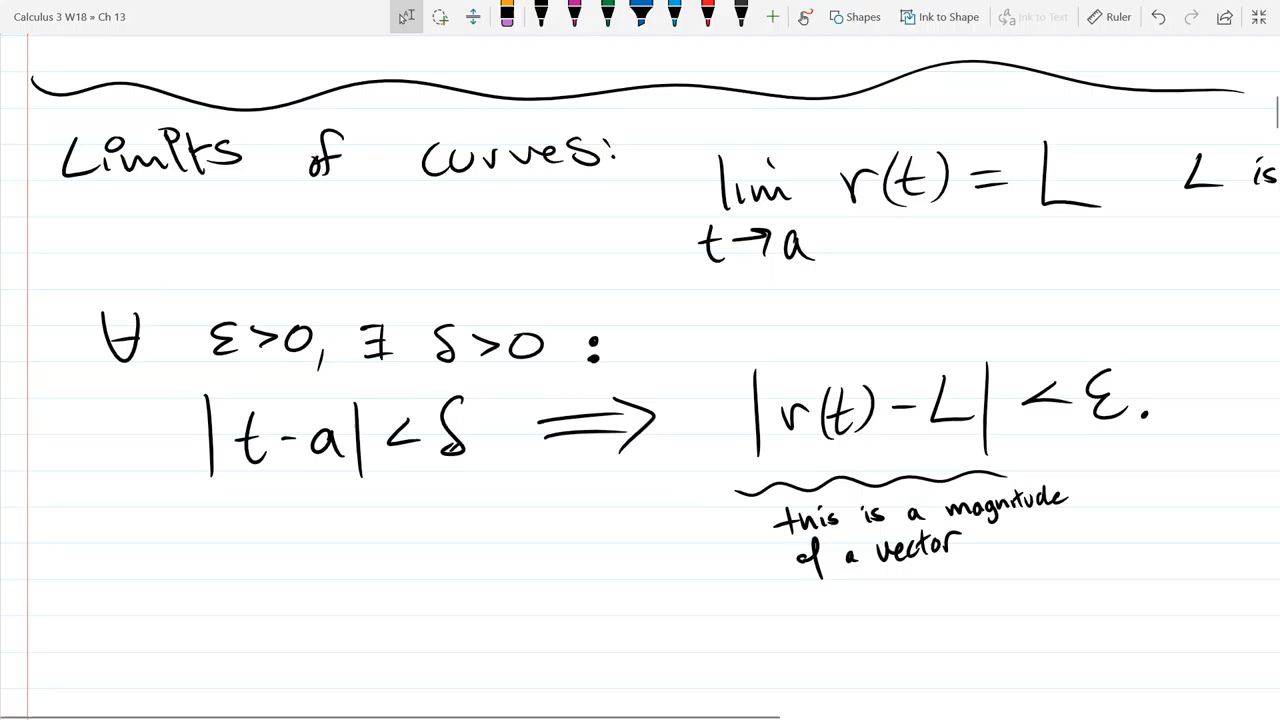 Calculus 3 W18 » Ch 13
Shapes Ink to Shape Ink to Text Ruler
Limits of curves: lim r(t) = L L is
t→a
∀ ε>0, ∃ δ>0 :
|t-a| < δ ⟹ |r(t) - L| < ε.
this is a magnitude
of a vector